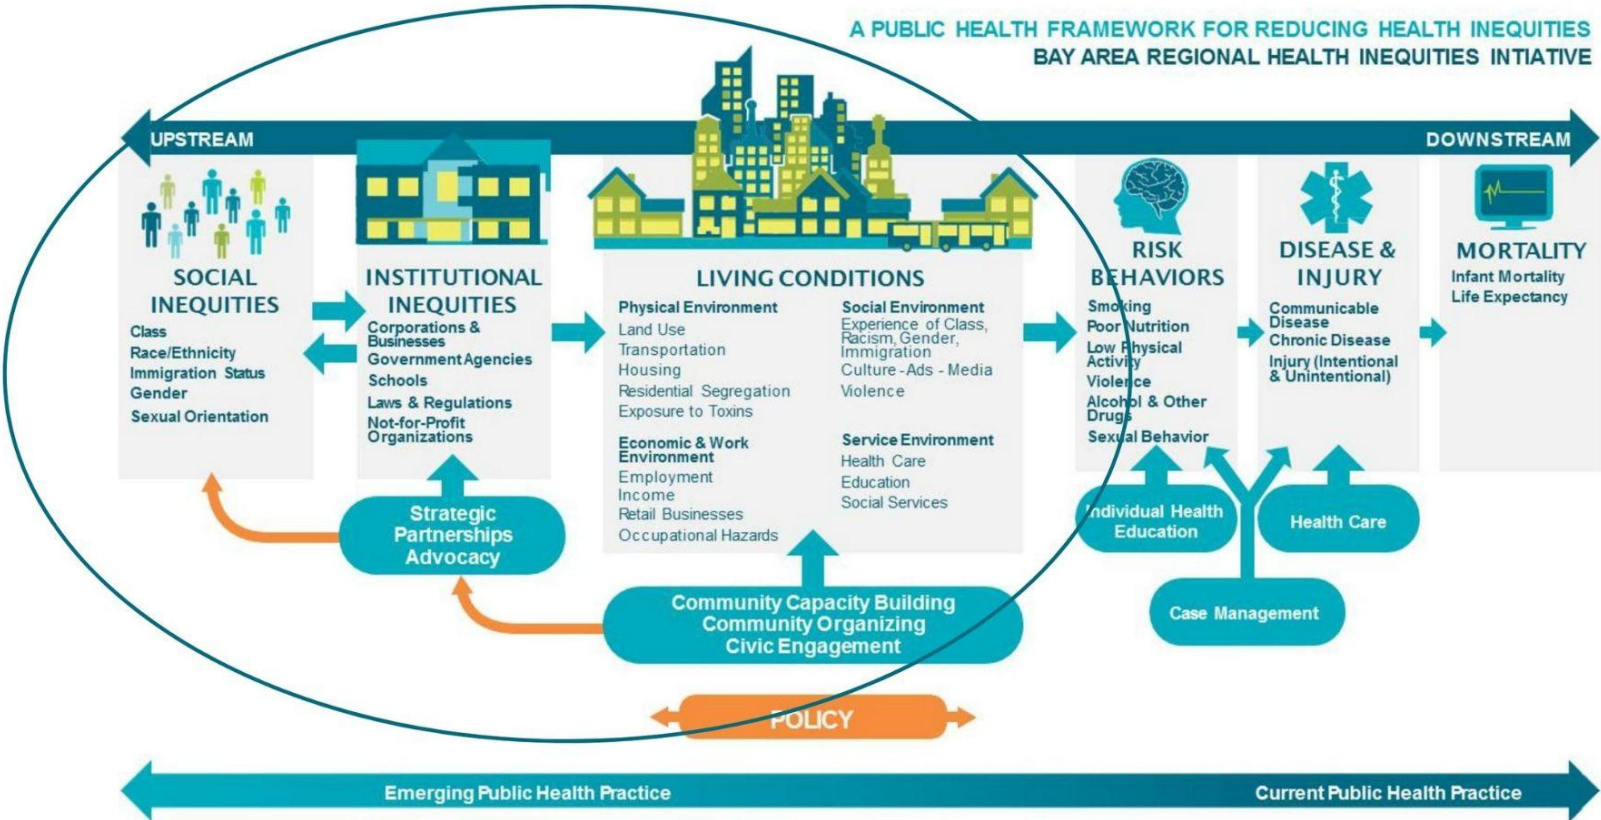 A PUBLIC HEALTH FRAMEWORK FOR REDUCING HEALTH INEQUITIES
BAY AREA REGIONAL HEALTH INEQUITIES INTIATIVE
UPSTREAM
DOWNSTREAM
SOCIAL
INEQUITIES
Class
Race/Ethnicity
Immigration Status
Gender
Sexual Orientation
INSTITUTIONAL
INEQUITIES
Corporations &
Businesses
Government Agencies
Schools
Laws & Regulations
Not-for-Profit
Organizations
LIVING CONDITIONS
Physical Environment
Land Use
Transportation
Housing
Residential Segregation
Exposure to Toxins
Economic & Work
Environment
Employment
Income
Retail Businesses
Occupational Hazards
Social Environment
Experience of Class,
Racism, Gender,
Immigration
Culture - Ads - Media
Violence
Service Environment
Health Care
Education
Social Services
RISK
BEHAVIORS
Smoking
Poor Nutrition
Low Physical
Activity
Violence
Alcohol & Other
Drugs
Sexual Behavior
DISEASE &
INJURY
Communicable
Disease
Chronic Disease
Injury (Intentional
& Unintentional)
MORTALITY
Infant Mortality
Life Expectancy
Strategic
Partnerships
Advocacy
Community Capacity Building
Community Organizing
Civic Engagement
Individual Health
Education
Health Care
Case Management
POLICY
Emerging Public Health Practice
Current Public Health Practice